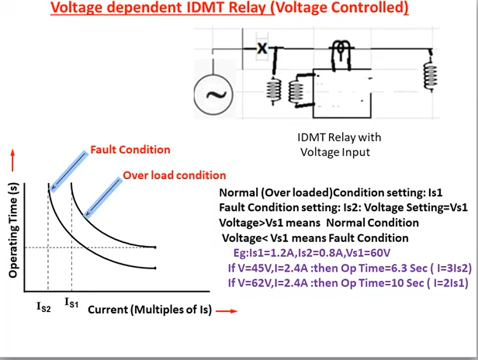 Voltage dependent IDMT Relay (Voltage Controlled)
X
~
IDMT Relay with
Voltage Input
Fault Condition
Over load condition
Operating Time (s)
IS2
IS1
Current (Multiples of Is)
Normal (Over loaded)Condition setting: Is1
Fault Condition setting: Is2: Voltage Setting=Vs1
Voltage>Vs1 means Normal Condition
Voltage< Vs1 means Fault Condition
Eg:Is1=1.2A,Is2=0.8A,Vs1=60V
If V=45V,I=2.4A :then Op Time=6.3 Sec ( I=3Is2)
If V=62V,I=2.4A :then Op Time=10 Sec ( I=2Is1)